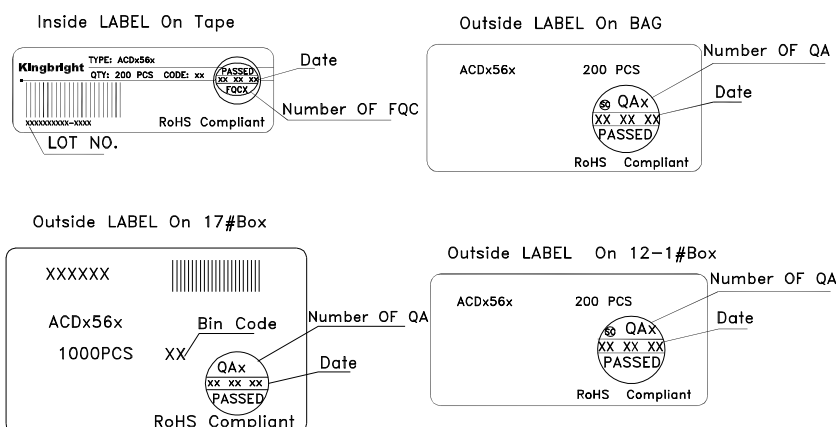 Inside LABEL On Tape
Kingbright
TYPE: ACDx56x
QTY: 200 PCS CODE: xx
PASSED
XX XX XX
FQCX
xxxxxxxxxx-xxxx
RoHS Compliant
Date
Number OF FQC
LOT NO.
Outside LABEL On BAG
ACDx56x 200 PCS
SQ QAx
XX XX XX
PASSED
RoHS Compliant
Number OF QA
Date
Outside LABEL On 17#Box
XXXXXX
ACDx56x
1000PCS XX
Bin Code
QAx
XX XX XX
PASSED
RoHS Compliant
Number OF QA
Date
Outside LABEL On 12-1#Box
ACDx56x 200 PCS
SQ QAx
XX XX XX
PASSED
RoHS Compliant
Number OF QA
Date